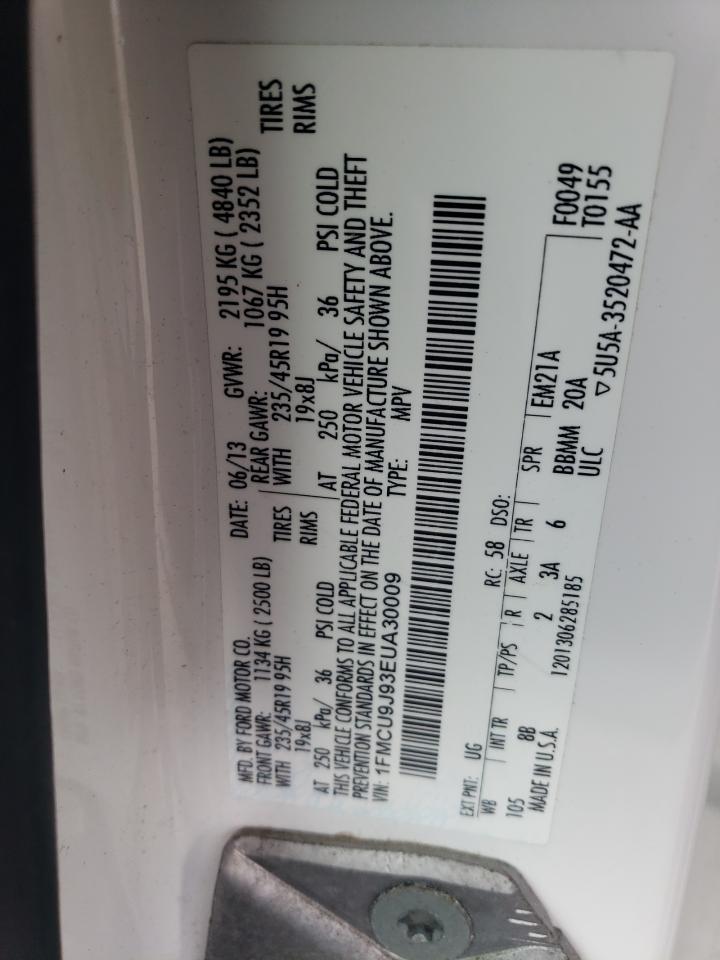 MFD. BY FORD MOTOR CO.
DATE: 06/13 GVWR: 2195 KG ( 4840 LB)
FRONT GAWR: 1134 KG ( 2500 LB) REAR GAWR: 1067 KG ( 2352 LB)
WITH 235/45R19 95H TIRES WITH 235/45R19 95H TIRES
19x8J RIMS 19x8J RIMS
AT 250 kPa/ 36 PSI COLD AT 250 kPa/ 36 PSI COLD
THIS VEHICLE CONFORMS TO ALL APPLICABLE FEDERAL MOTOR VEHICLE SAFETY AND THEFT
PREVENTION STANDARDS IN EFFECT ON THE DATE OF MANUFACTURE SHOWN ABOVE.
VIN: 1FMCU9J93EUA30009 TYPE: MPV
EXT PNT: UG RC: 58 DSO: F0049
WB INT TR TP/PS R AXLE TR SPR EM21A T0155
105 8B 2 3A 6 BBMM 20A
MADE IN U.S.A. 1201306285185 ULC ▽5U5A-3520472-AA